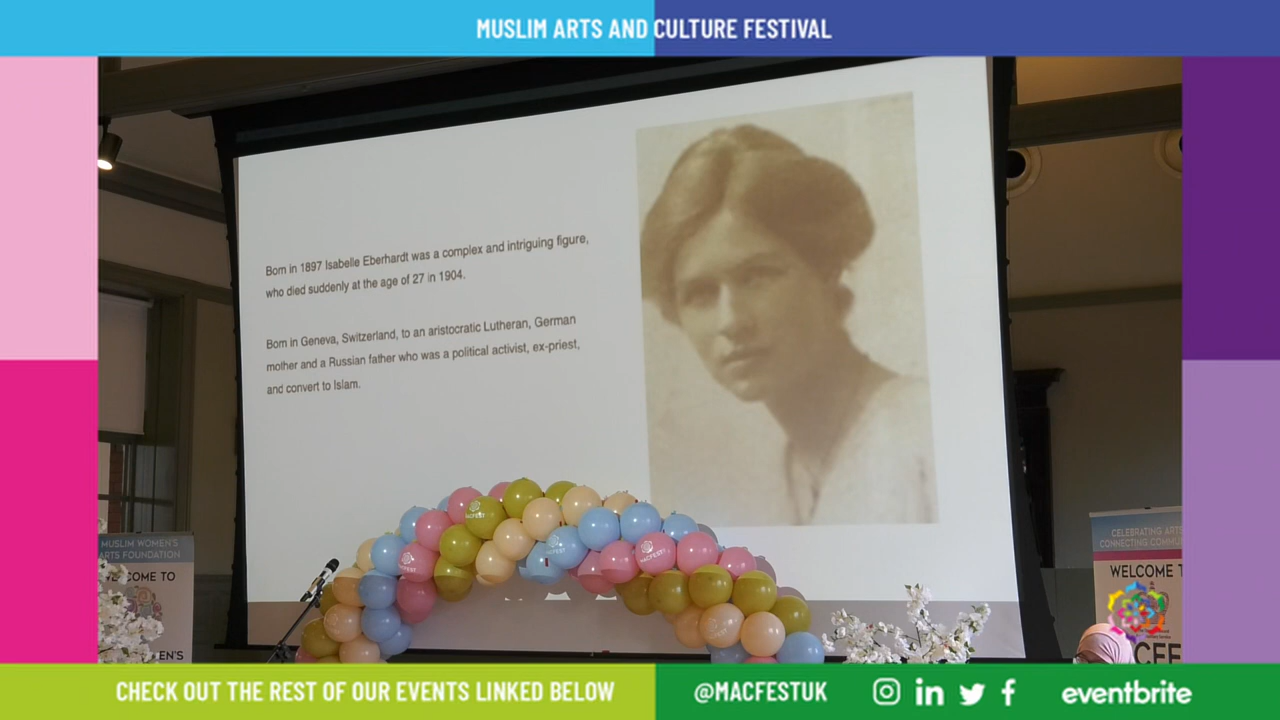 MUSLIM ARTS AND CULTURE FESTIVAL
Born in 1897 Isabelle Eberhardt was a complex and intriguing figure,
who died suddenly at the age of 27 in 1904.
Born in Geneva, Switzerland, to an aristocratic Lutheran, German
mother and a Russian father who was a political activist, ex-priest,
and convert to Islam.
MACFEST
MACFEST
MACFEST
MUSLIM WOMEN'S
ARTS FOUNDATION
CELEBRATING ARTS
WELCOME
CHECK OUT THE REST OF OUR EVENTS LINKED BELOW
@MACFESTUK
eventbrite